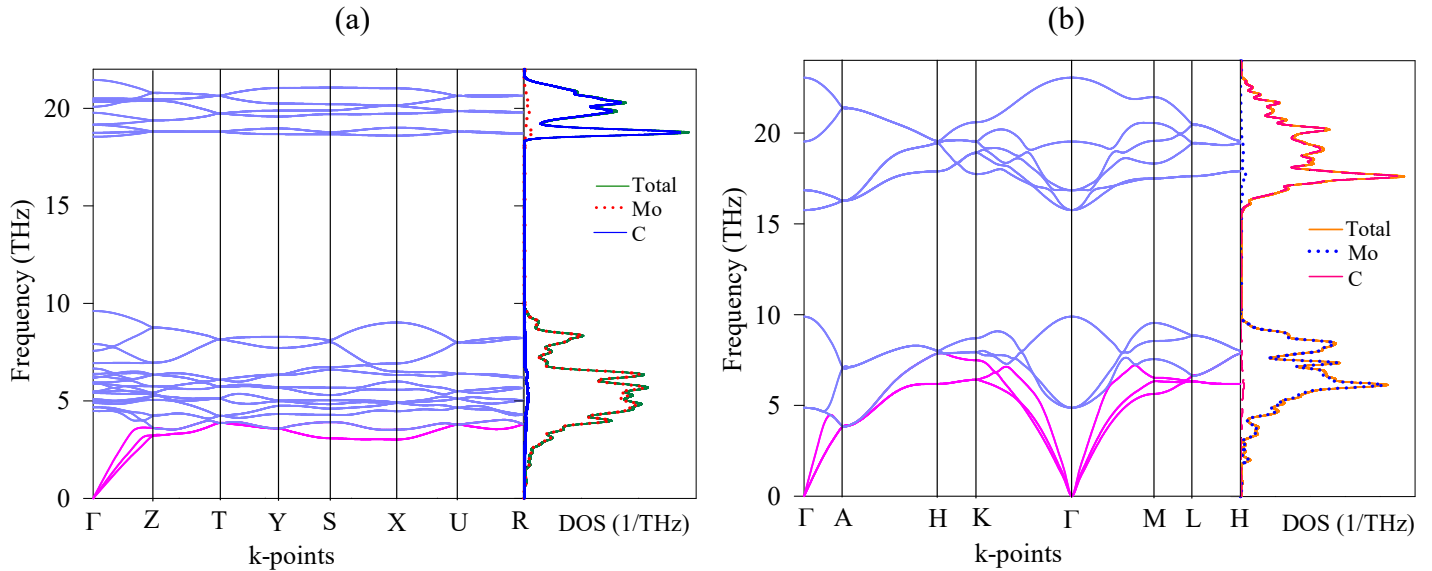 (a)
Frequency (THz)
20
15
10
5
0
Total
Mo
C
Γ Z T Y S X U R DOS (1/THz)
k-points
(b)
Frequency (THz)
20
15
10
5
0
Total
Mo
C
Γ A H K Γ M L H DOS (1/THz)
k-points